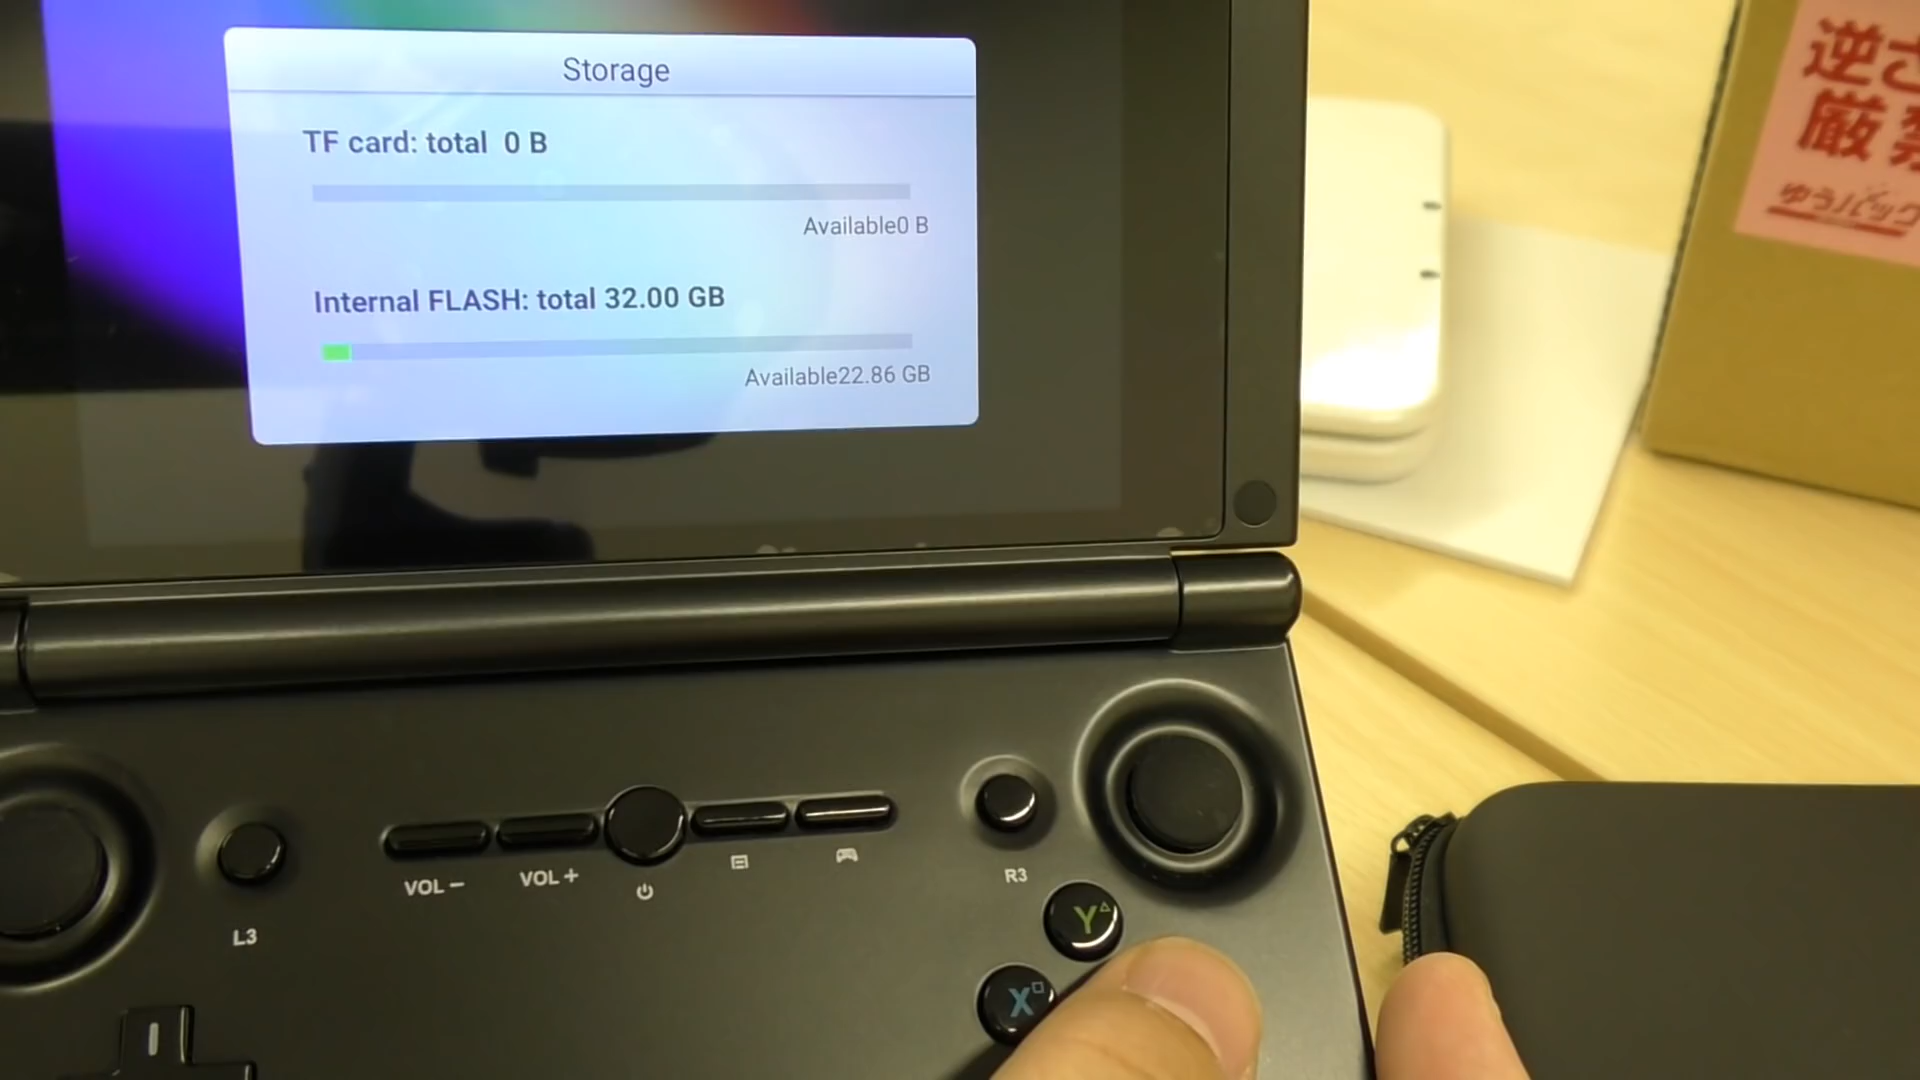 Storage
TF card: total 0 B
Available0 B
Internal FLASH: total 32.00 GB
Available22.86 GB
逆さ
厳禁
ゆうパック
VOL−
VOL+
L3
R3
Y
X